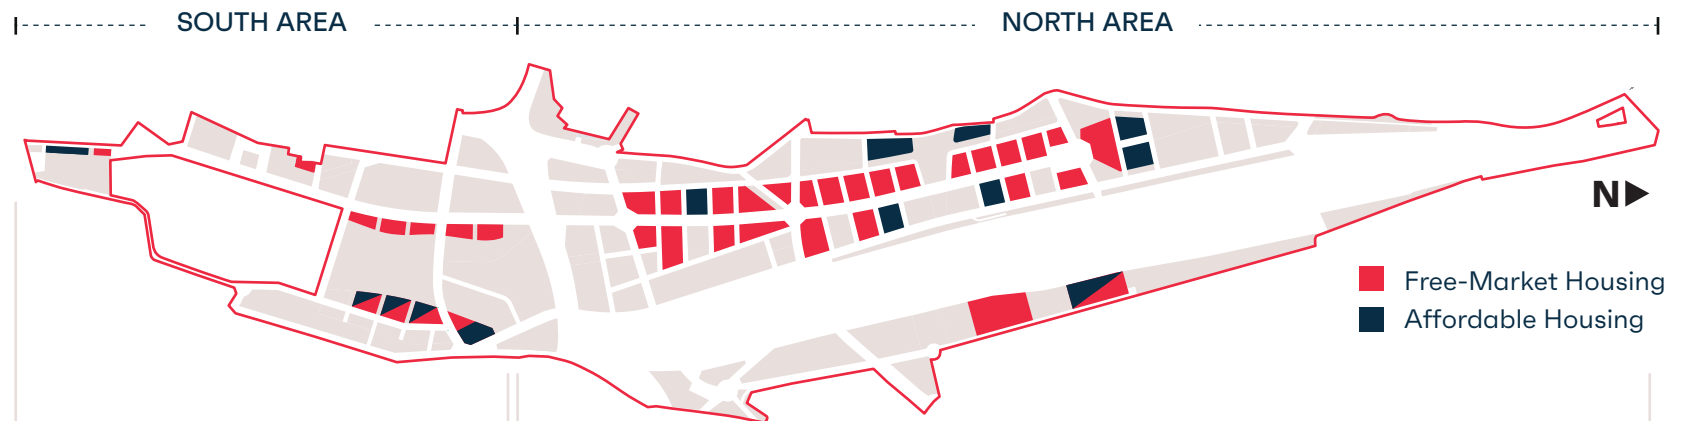 SOUTH AREA
NORTH AREA
N
Free-Market Housing
Affordable Housing